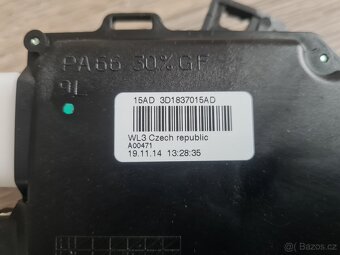 PA66 30% GF
9L
15AD 3D1837015AD
WL3 Czech republic
A00471
19.11.14 13:28:35
bazos.cz